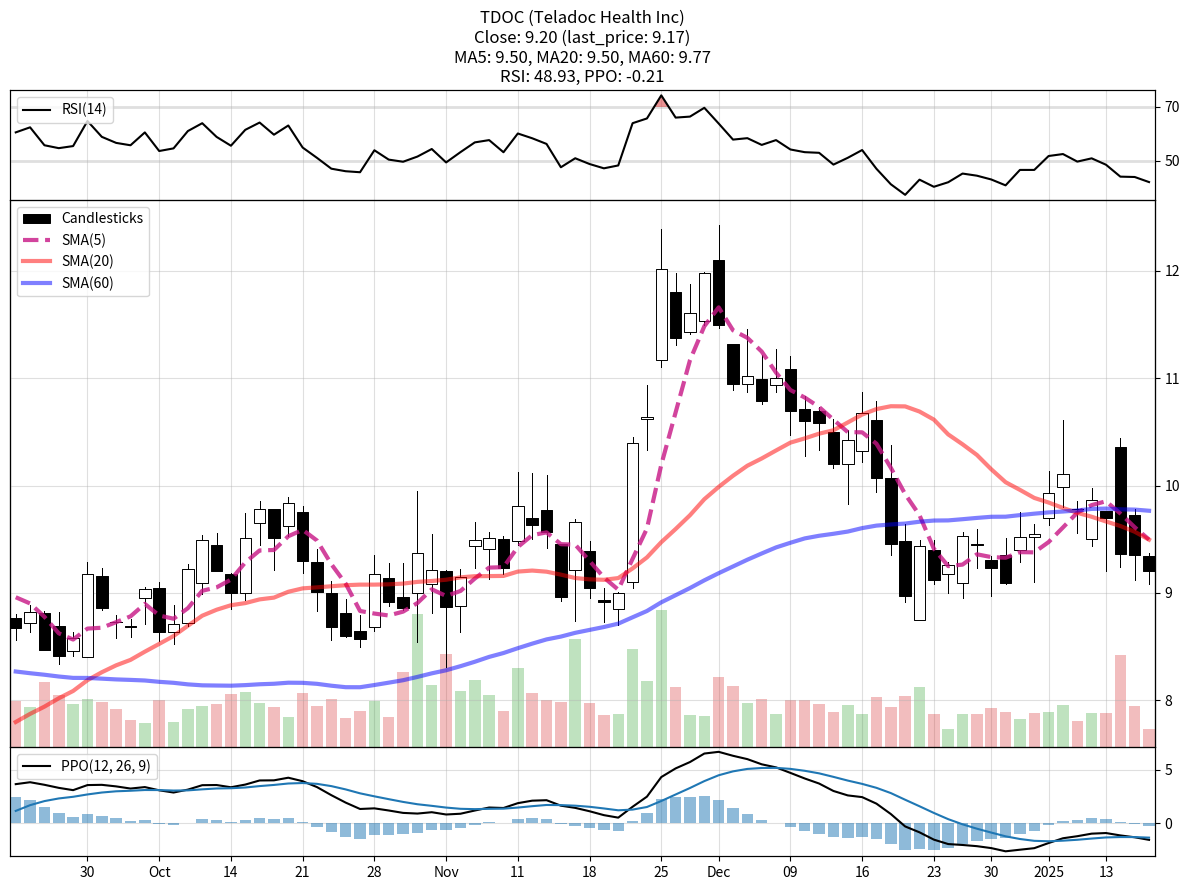 TDOC (Teladoc Health Inc)
Close: 9.20 (last_price: 9.17)
MA5: 9.50, MA20: 9.50, MA60: 9.77
RSI: 48.93, PPO: -0.21
RSI(14)
70
50
Candlesticks
SMA(5)
SMA(20)
SMA(60)
12
11
10
9
8
PPO(12, 26, 9)
5
0
30 Oct 14 21 28 Nov 11 18 25 Dec 09 16 23 30 2025 13